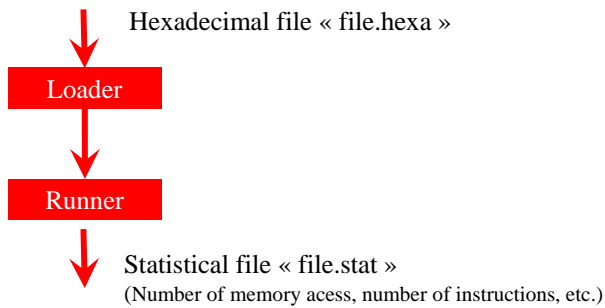 Hexadecimal file « file.hexa »
Loader
Runner
Statistical file « file.stat »
(Number of memory acess, number of instructions, etc.)